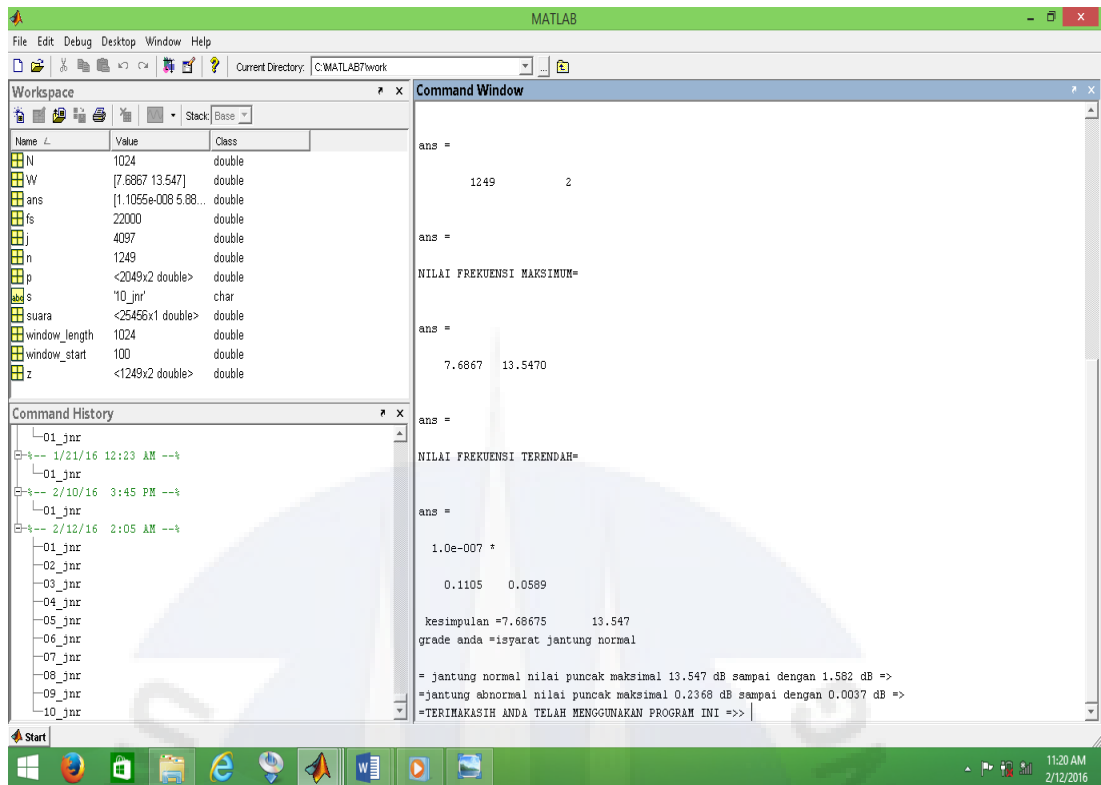 MATLAB
File Edit Debug Desktop Window Help
Current Directory: C:\MATLAB7\work
Workspace
Stack: Base
Name Value Class
N 1024 double
W [7.6867 13.547] double
ans [1.1055e-008 5.88... double
fs 22000 double
j 4097 double
n 1249 double
p <2049x2 double> double
abc s '10_jnr' char
suara <25456x1 double> double
window_length 1024 double
window_start 100 double
z <1249x2 double> double
Command History
01_jnr
%-- 1/21/16 12:23 AM --%
01_jnr
%-- 2/10/16 3:45 PM --%
01_jnr
%-- 2/12/16 2:05 AM --%
01_jnr
02_jnr
03_jnr
04_jnr
05_jnr
06_jnr
07_jnr
08_jnr
09_jnr
10_jnr
Command Window
ans =
1249 2
ans =
NILAI FREKUENSI MAKSIMUM=
ans =
7.6867 13.5470
ans =
NILAI FREKUENSI TERENDAH=
ans =
1.0e-007 *
0.1105 0.0589
kesimpulan =7.68675 13.547
grade anda =isyarat jantung normal
= jantung normal nilai puncak maksimal 13.547 dB sampai dengan 1.582 dB =>
=jantung abnormal nilai puncak maksimal 0.2368 dB sampai dengan 0.0037 dB =>
=TERIMAKASIH ANDA TELAH MENGGUNAKAN PROGRAM INI =>>
Start
11:20 AM
2/12/2016